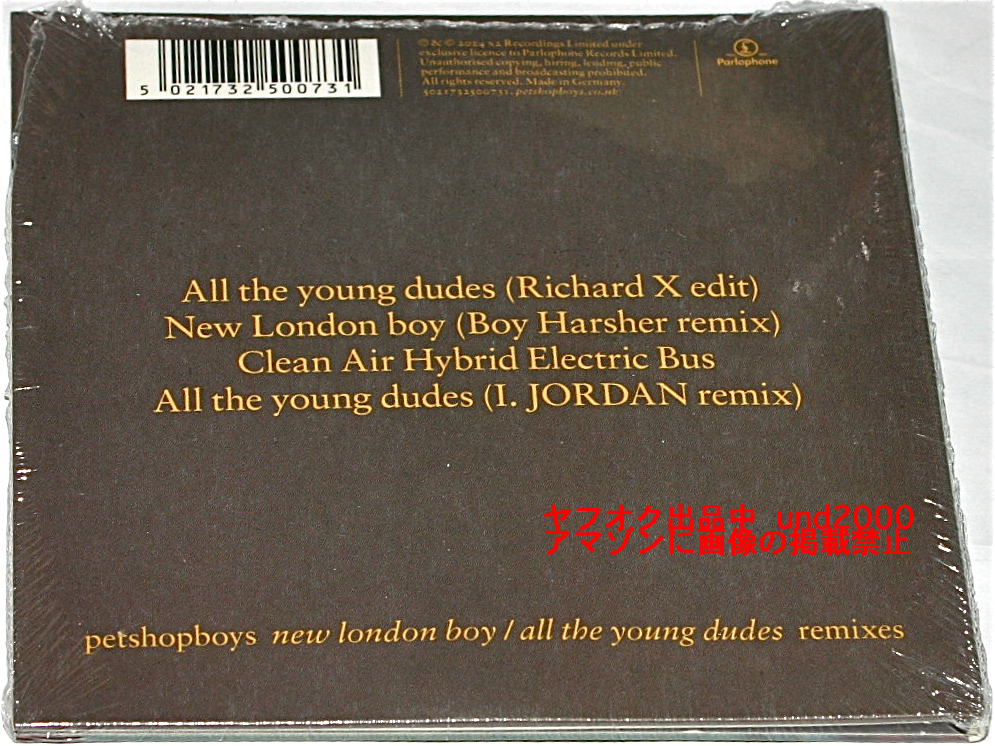 5 021732 500731
℗ & © 2024 x2 Recordings Limited under
exclusive licence to Parlophone Records Limited.
Unauthorised copying, hiring, lending, public
performance and broadcasting prohibited.
All rights reserved. Made in Germany.
5021732500731. petshopboys.co.uk
Parlophone
All the young dudes (Richard X edit)
New London boy (Boy Harsher remix)
Clean Air Hybrid Electric Bus
All the young dudes (I. JORDAN remix)
ヤフオク出品中 und2000
アマゾンに画像の掲載禁止
petshopboys new london boy / all the young dudes remixes